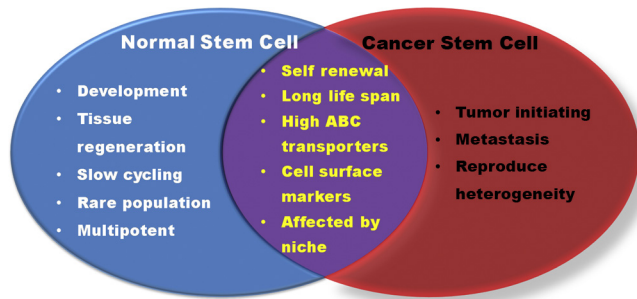 Normal Stem Cell
• Development
• Tissue
regeneration
• Slow cycling
• Rare population
• Multipotent
• Self renewal
• Long life span
• High ABC
transporters
• Cell surface
markers
• Affected by
niche
Cancer Stem Cell
• Tumor initiating
• Metastasis
• Reproduce
heterogeneity